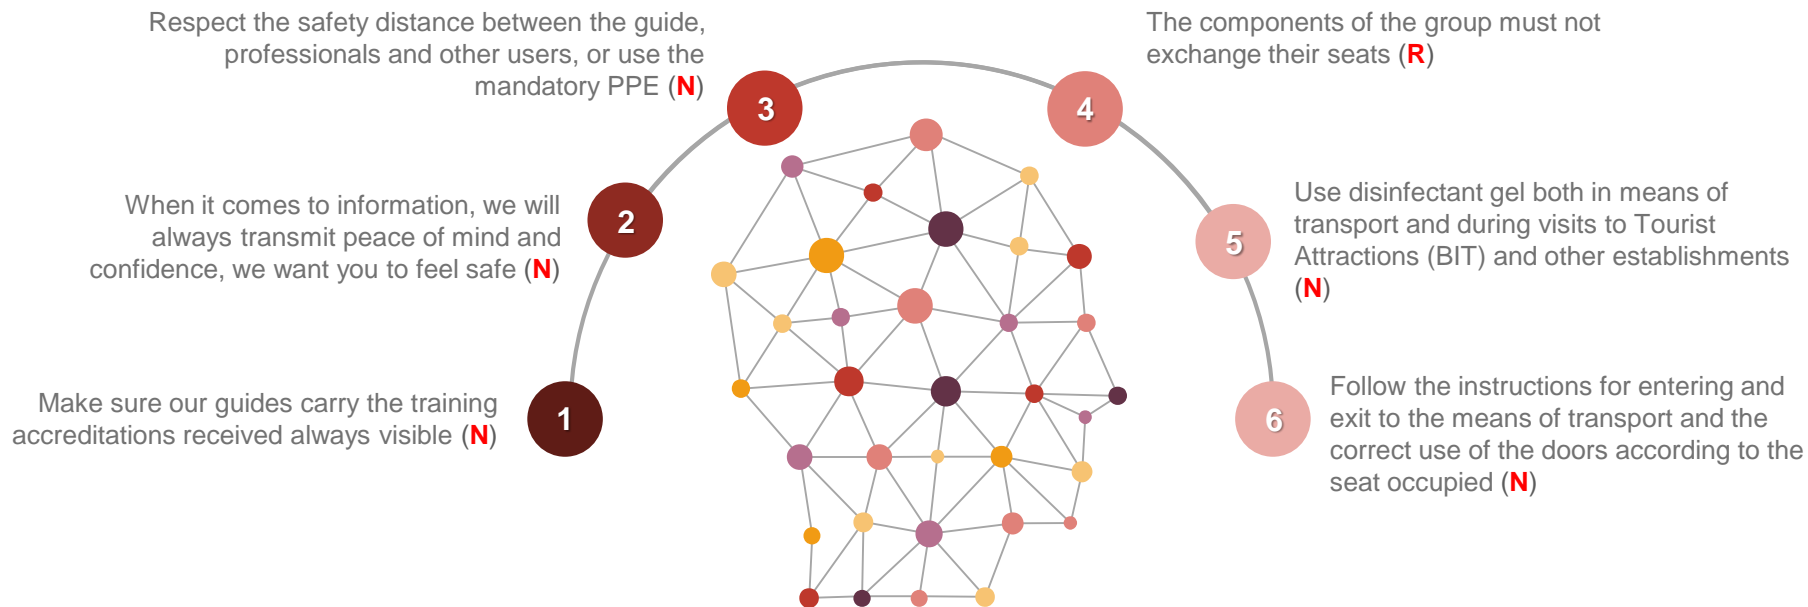 Make sure our guides carry the training
accreditations received always visible (N)
1
When it comes to information, we will
always transmit peace of mind and
confidence, we want you to feel safe (N)
2
Respect the safety distance between the guide,
professionals and other users, or use the
mandatory PPE (N)
3
The components of the group must not
exchange their seats (R)
4
Use disinfectant gel both in means of
transport and during visits to Tourist
Attractions (BIT) and other establishments
(N)
5
Follow the instructions for entering and
exit to the means of transport and the
correct use of the doors according to the
seat occupied (N)
6